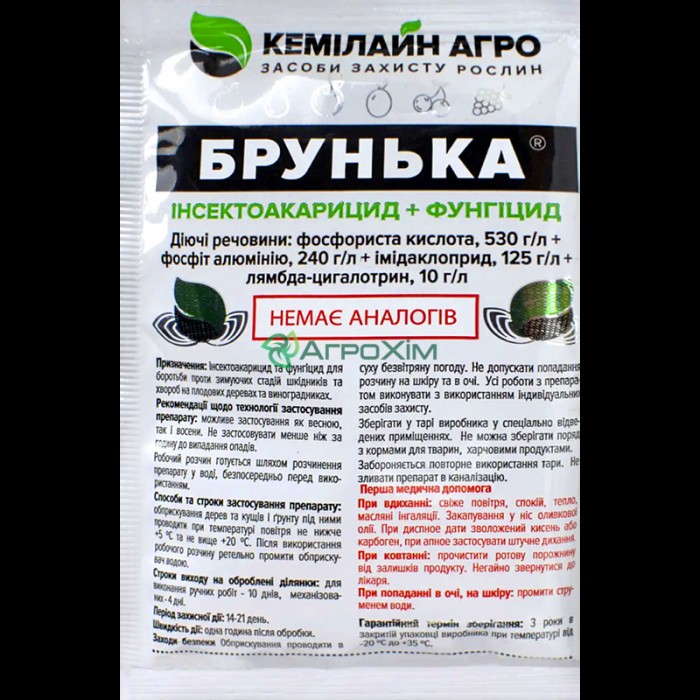 КЕМІЛАЙН АГРО
ЗАСОБИ ЗАХИСТУ РОСЛИН
БРУНЬКА®
ІНСЕКТОАКАРИЦИД + ФУНГІЦИД
Діючі речовини: фосфориста кислота, 530 г/л +
фосфіт алюмінію, 240 г/л + імідаклоприд, 125 г/л +
лямбда-цигалотрин, 10 г/л
НЕМАЄ АНАЛОГІВ
АгроХім
Призначення: Інсектоакарицид та фунгіцид для
боротьби проти зимуючих стадій шкідників та
хвороб на плодових деревах та виноградниках.
Рекомендації щодо технології застосування
препарату: можливе застосування як весною,
так і восени. Не застосовувати менше ніж за
годину до випадання опадів.
Робочий розчин готується шляхом розчинення
препарату у воді, безпосередньо перед вико-
ристанням.
Способи та строки застосування препарату:
обприскування дерев та кущів і ґрунту під ними
проводити при температурі повітря не нижче
+5 °С та не вище +20 °С. Після використання
робочого розчину ретельно промити обприску-
вач водою.
Строки виходу на оброблені ділянки: для
виконання ручних робіт - 10 днів, механізова-
них - 4 дні.
Період захисної дії: 14-21 день.
Швидкість дії: одна година після обробки.
Заходи безпеки Обприскування проводити в
суху безвітряну погоду. Не допускати попадання
розчину на шкіру та в очі. Усі роботи з препара-
том виконувати з використанням індивідуальних
засобів захисту.
Зберігати у тарі виробника у спеціально відве-
дених приміщеннях. Не можна зберігати поряд
з кормами для тварин, харчовими продуктами.
Забороняється повторне використання тари. Не
зливати препарат в каналізацію.
Перша медична допомога
При вдиханні: свіже повітря, спокій, тепло,
масляні інгаляції. Закапування у ніс оливкової
олії. При диспное дати зволожений кисень або
карбоген, при апное застосувати штучне дихання.
При ковтанні: прочистити ротову порожнину
від залишків продукту. Негайно звернутися до
лікаря.
При попаданні в очі, на шкіру: промити стру-
менем води.
Гарантійний термін зберігання: 3 роки в
закритій упаковці виробника при температурі від
-20 °С до +35 °С.